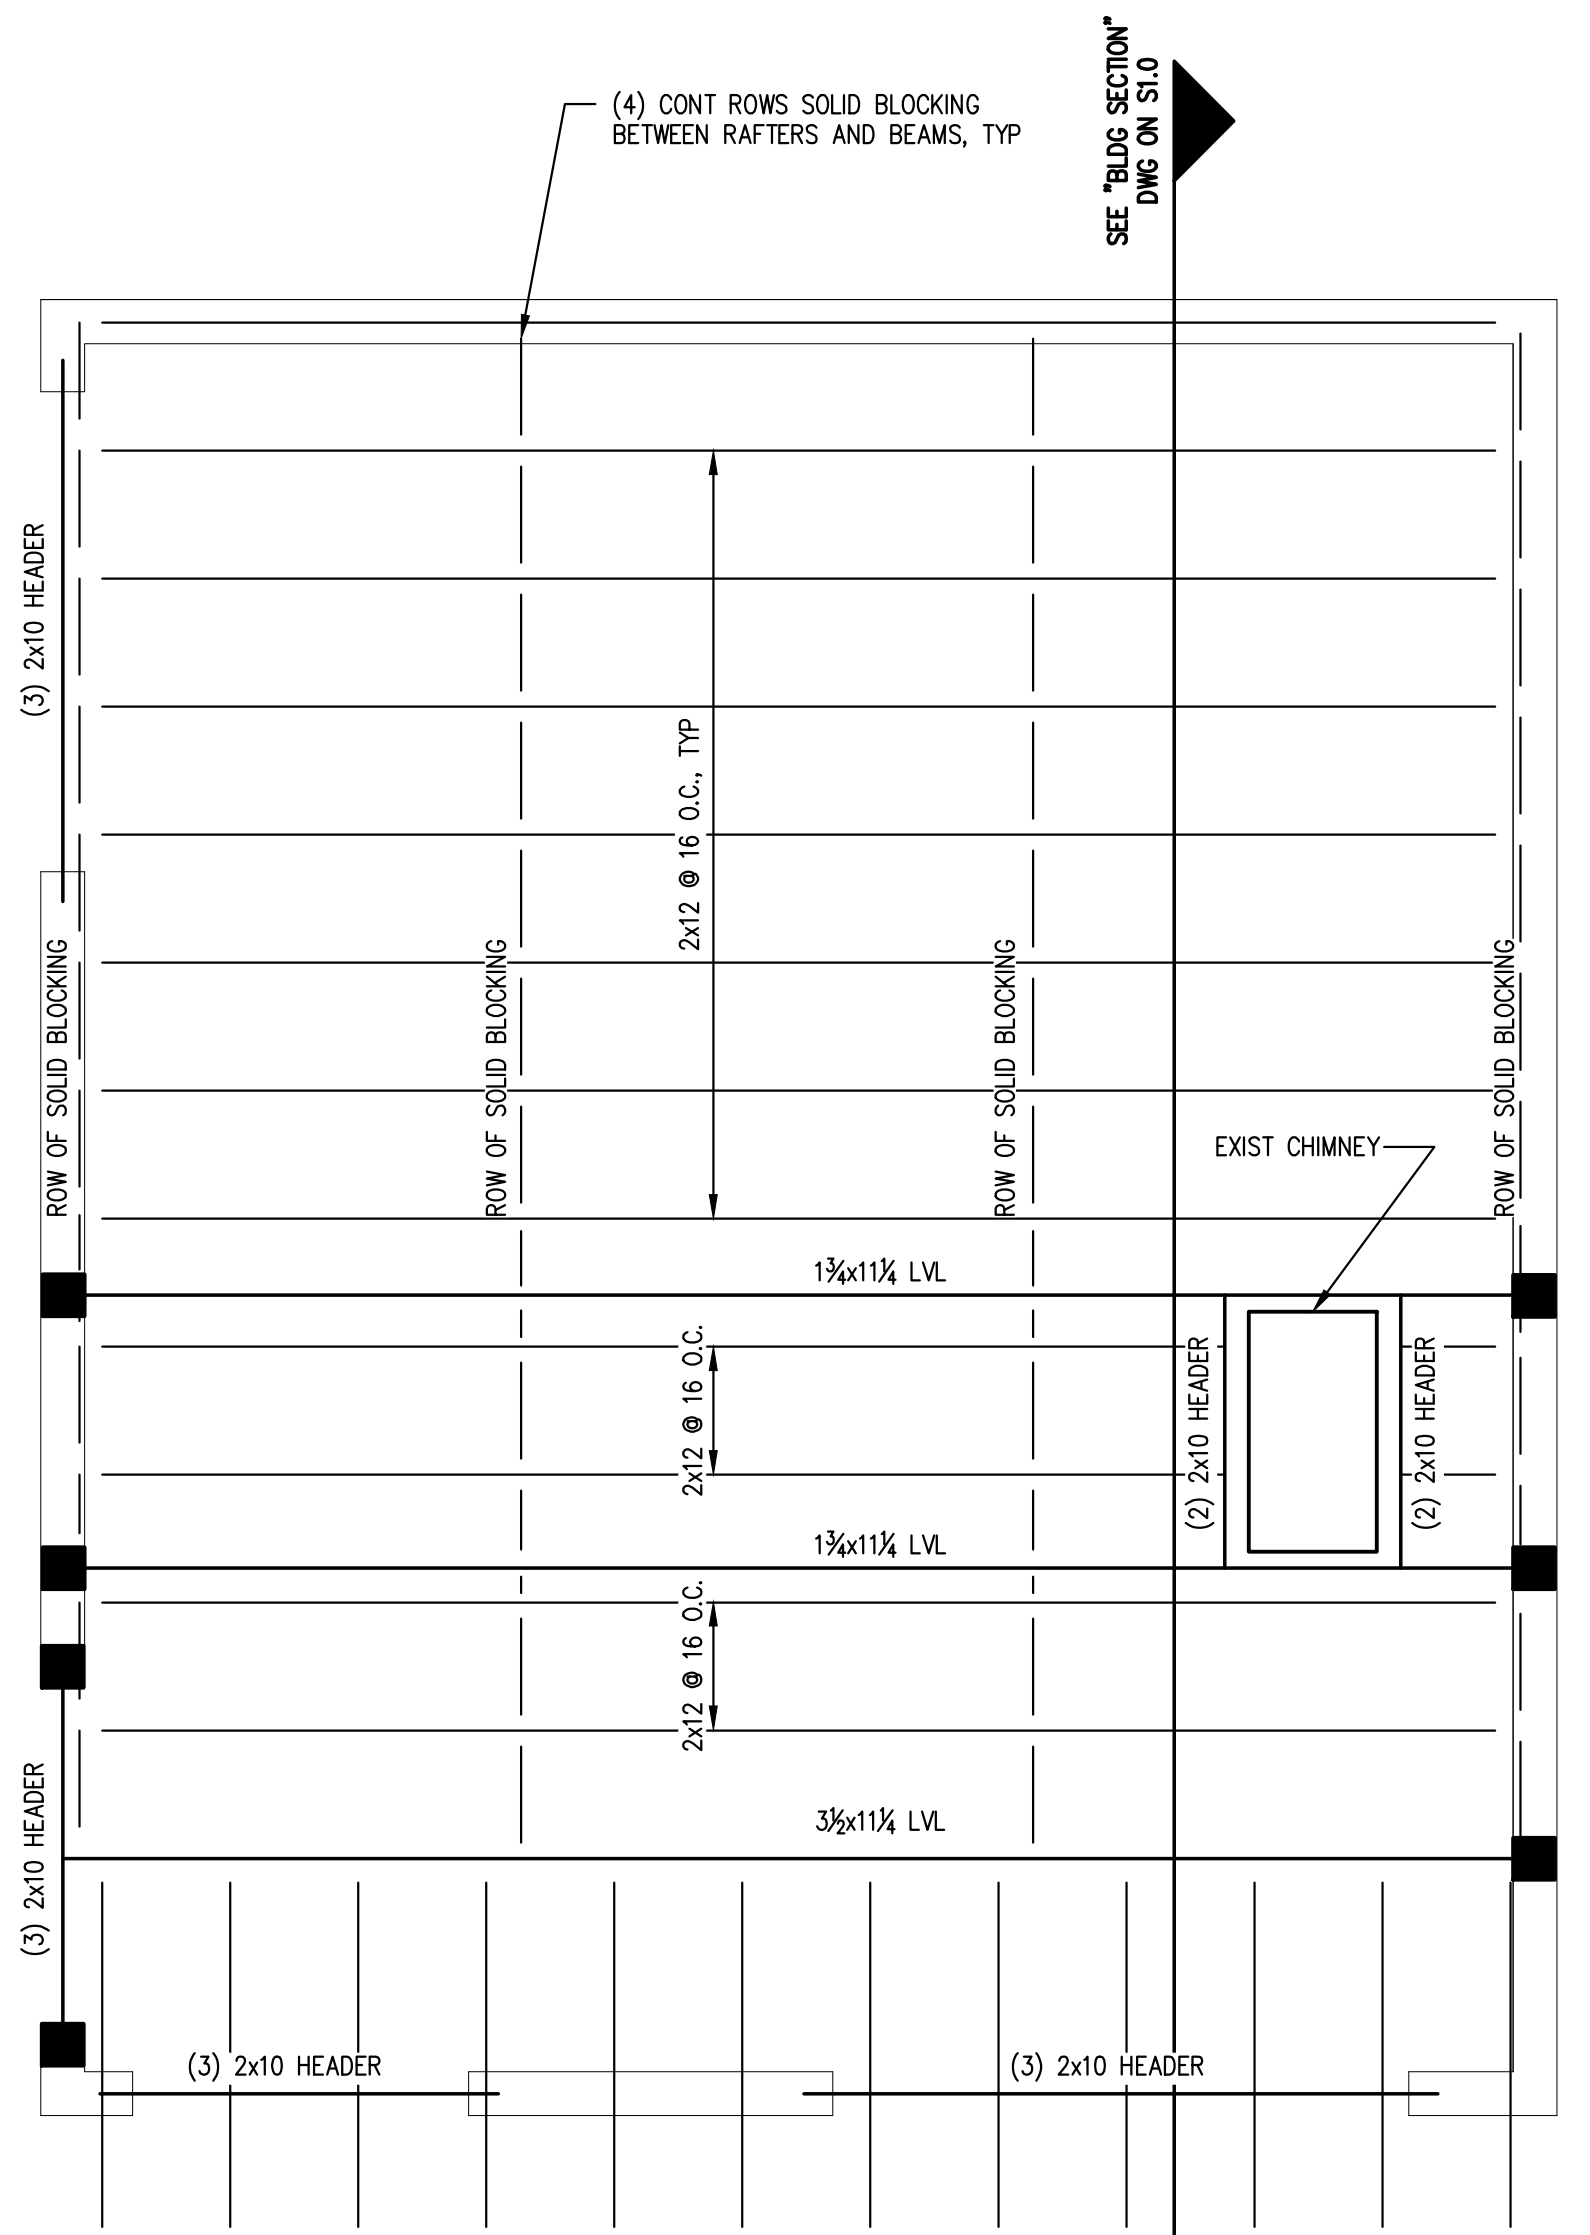 SEE "BLDG SECTION"
DWG ON S1.0
(4) CONT ROWS SOLID BLOCKING
BETWEEN RAFTERS AND BEAMS, TYP
(3) 2x10 HEADER
2x12 @ 16 O.C., TYP
ROW OF SOLID BLOCKING
ROW OF SOLID BLOCKING
ROW OF SOLID BLOCKING
ROW OF SOLID BLOCKING
EXIST CHIMNEY
1¾x11¼ LVL
2x12 @ 16 O.C.
(2) 2x10 HEADER
(2) 2x10 HEADER
1¾x11¼ LVL
2x12 @ 16 O.C.
(3) 2x10 HEADER
3½x11¼ LVL
(3) 2x10 HEADER
(3) 2x10 HEADER